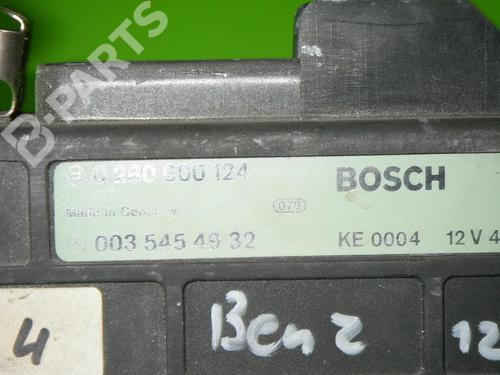 B-PARTS
0 280 800 124
BOSCH
Made in Germany
078
003 545 49 32
KE 0004 12 V 4
4
Benz
12